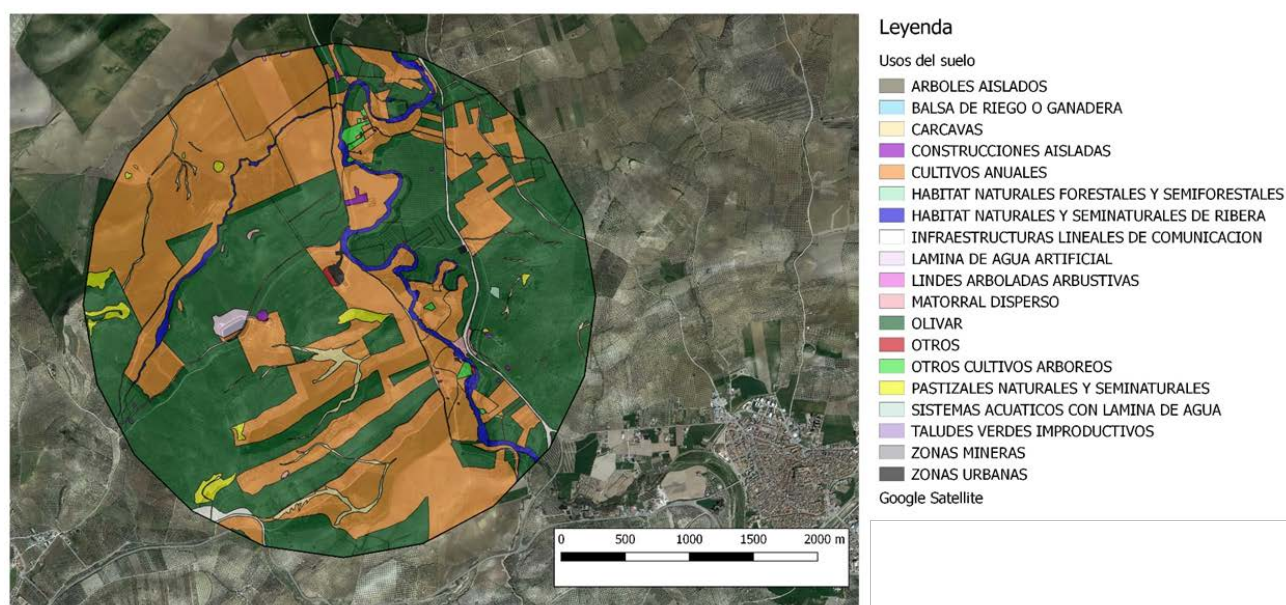 Leyenda
Usos del suelo
ARBOLES AISLADOS
BALSA DE RIEGO O GANADERA
CARCAVAS
CONSTRUCCIONES AISLADAS
CULTIVOS ANUALES
HABITAT NATURALES FORESTALES Y SEMIFORESTALES
HABITAT NATURALES Y SEMINATURALES DE RIBERA
INFRAESTRUCTURAS LINEALES DE COMUNICACION
LAMINA DE AGUA ARTIFICIAL
LINDES ARBOLADAS ARBUSTIVAS
MATORRAL DISPERSO
OLIVAR
OTROS
OTROS CULTIVOS ARBOREOS
PASTIZALES NATURALES Y SEMINATURALES
SISTEMAS ACUATICOS CON LAMINA DE AGUA
TALUDES VERDES IMPRODUCTIVOS
ZONAS MINERAS
ZONAS URBANAS
Google Satellite
0 500 1000 1500 2000 m